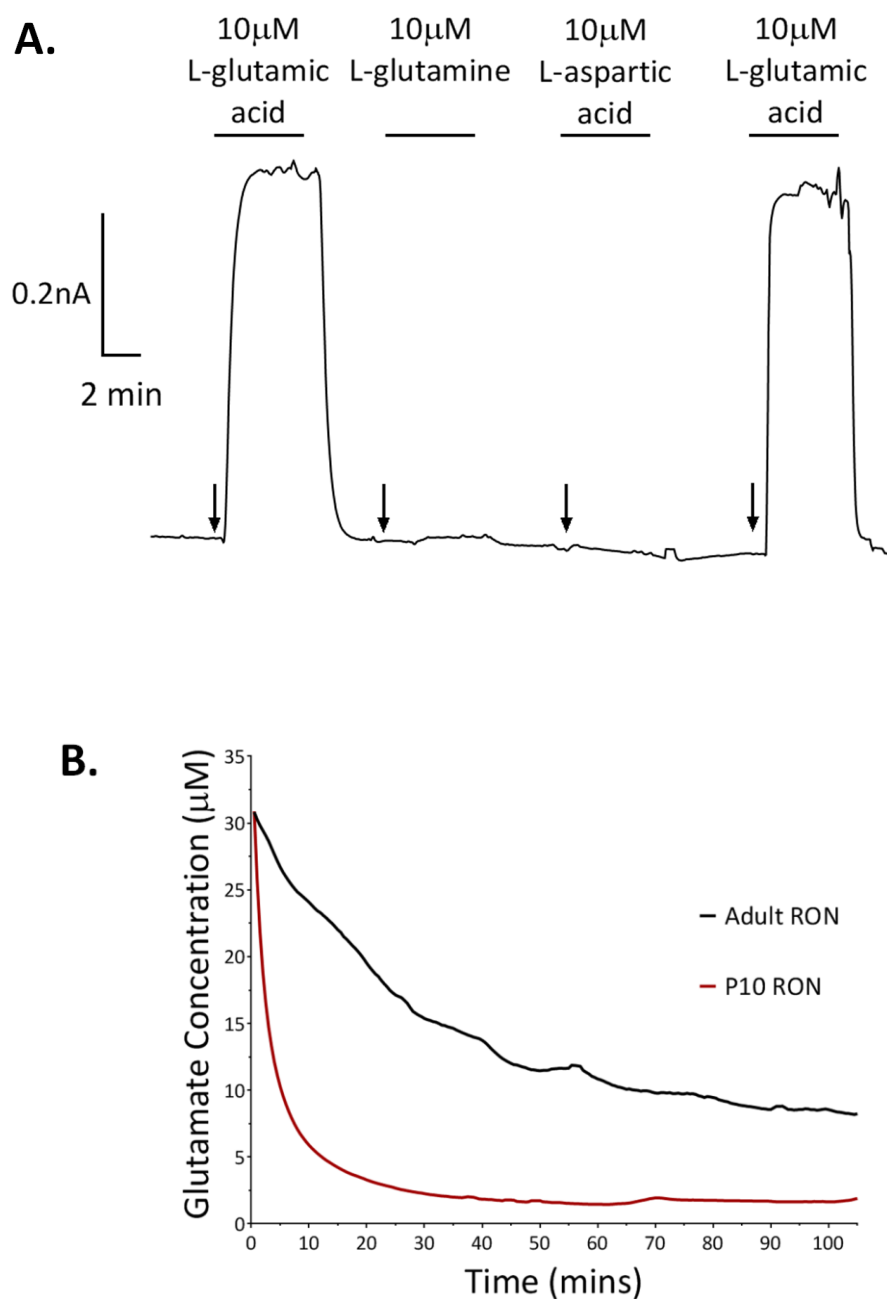 A.
10μM
L-glutamic
acid
10μM
L-glutamine
10μM
L-aspartic
acid
10μM
L-glutamic
acid
0.2nA
2 min
B.
Glutamate Concentration (μM)
35
30
25
20
15
10
5
0
Adult RON
P10 RON
0 10 20 30 40 50 60 70 80 90 100
Time (mins)